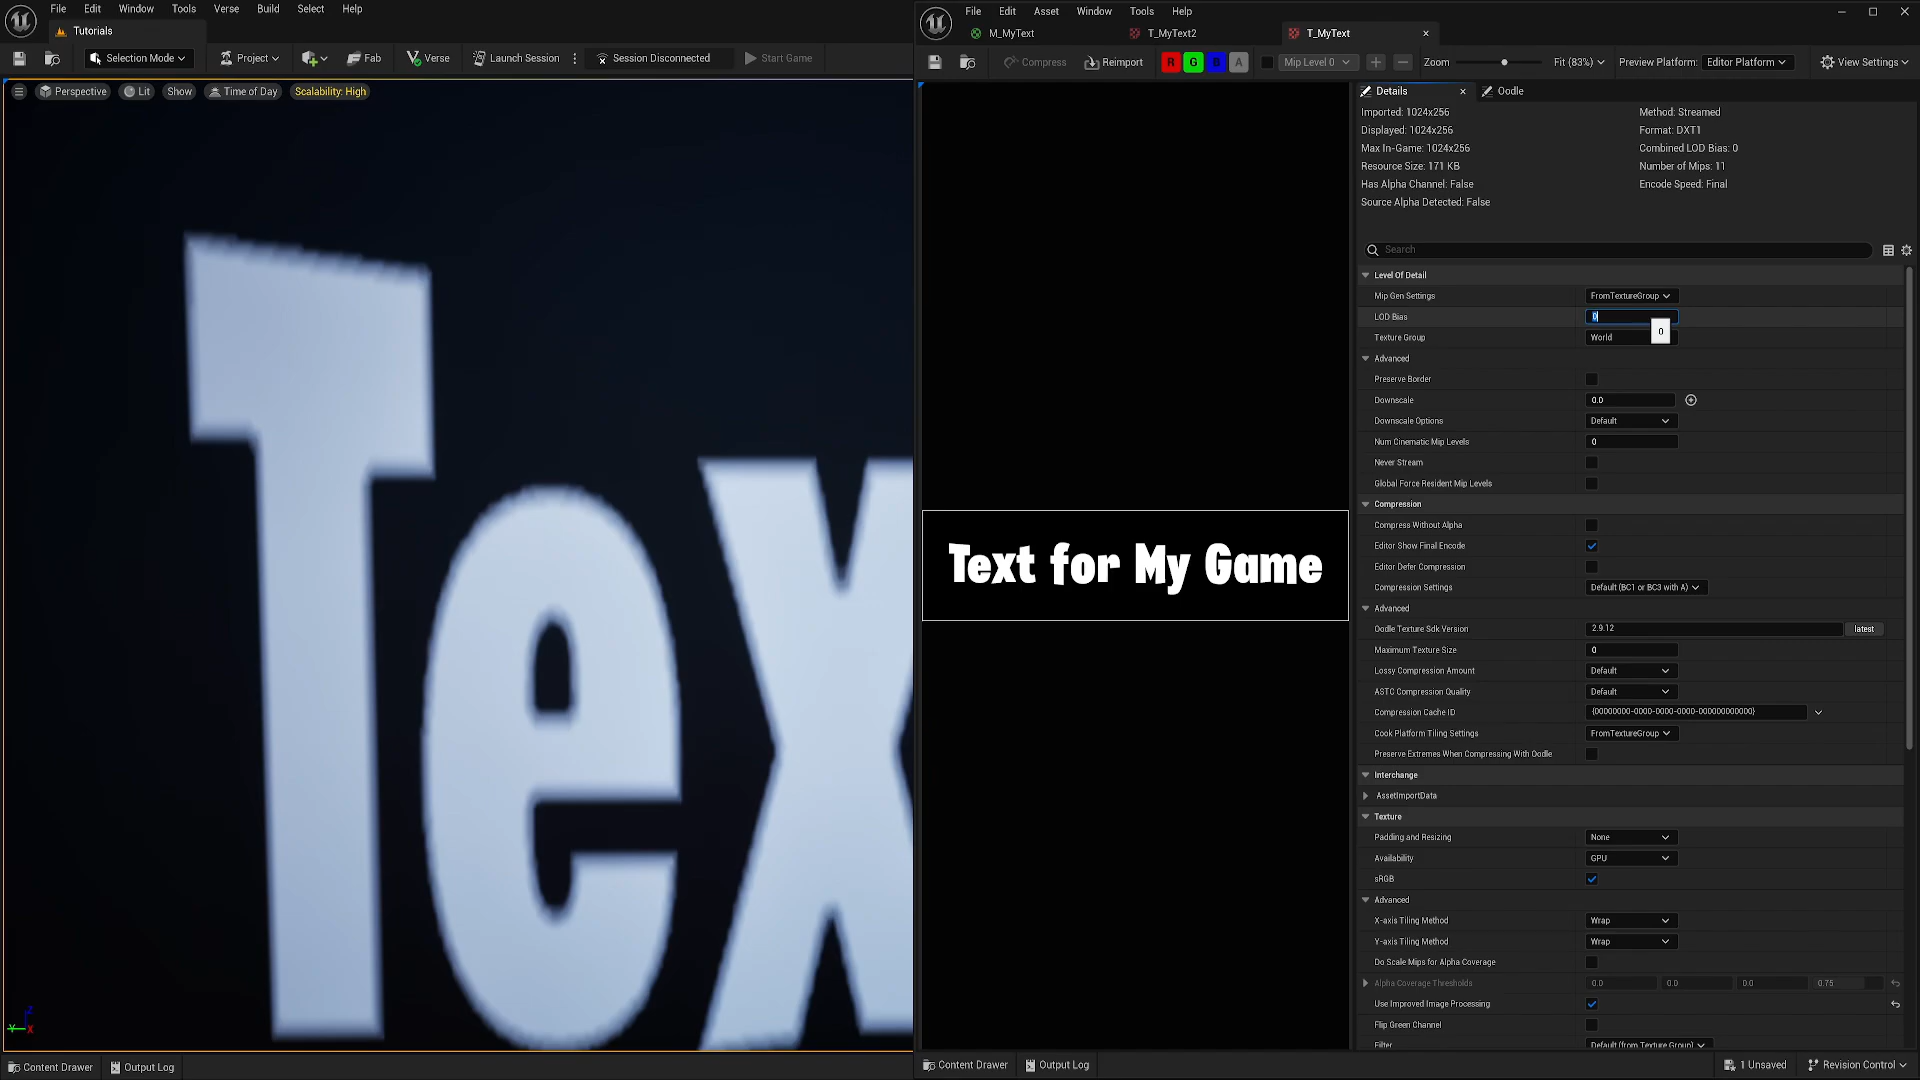 File Edit Window Tools Verse Build Select Help
Tutorials
Selection Mode Project Fab Verse Launch Session Session Disconnected Start Game
Perspective Lit Show Time of Day Scalability: High
Tex
Content Drawer Output Log
File Edit Asset Window Tools Help
M_MyText T_MyText2 T_MyText
Compress Reimport R G B A Mip Level 0 Zoom Fit (83%) Preview Platform: Editor Platform View Settings
Text for My Game
Details Oodle
Imported: 1024x256 Method: Streamed
Displayed: 1024x256 Format: DXT1
Max In-Game: 1024x256 Combined LOD Bias: 0
Resource Size: 171 KB Number of Mips: 11
Has Alpha Channel: False Encode Speed: Final
Source Alpha Detected: False
Search
Level Of Detail
Mip Gen Settings FromTextureGroup
LOD Bias 0
0
Texture Group World
Advanced
Preserve Border
Downscale 0.0
Downscale Options Default
Num Cinematic Mip Levels 0
Never Stream
Global Force Resident Mip Levels
Compression
Compress Without Alpha
Editor Show Final Encode
Editor Defer Compression
Compression Settings Default (BC1 or BC3 with A)
Advanced
Oodle Texture Sdk Version 2.9.12 latest
Maximum Texture Size 0
Lossy Compression Amount Default
ASTC Compression Quality Default
Compression Cache ID {00000000-0000-0000-0000-000000000000}
Cook Platform Tiling Settings FromTextureGroup
Preserve Extremes When Compressing With Oodle
Interchange
AssetImportData
Texture
Padding and Resizing None
Availability GPU
sRGB
Advanced
X-axis Tiling Method Wrap
Y-axis Tiling Method Wrap
Do Scale Mips for Alpha Coverage
Alpha Coverage Thresholds 0.0 0.0 0.0 0.75
Use Improved Image Processing
Flip Green Channel
Filter Default (from Texture Group)
Content Drawer Output Log 1 Unsaved Revision Control